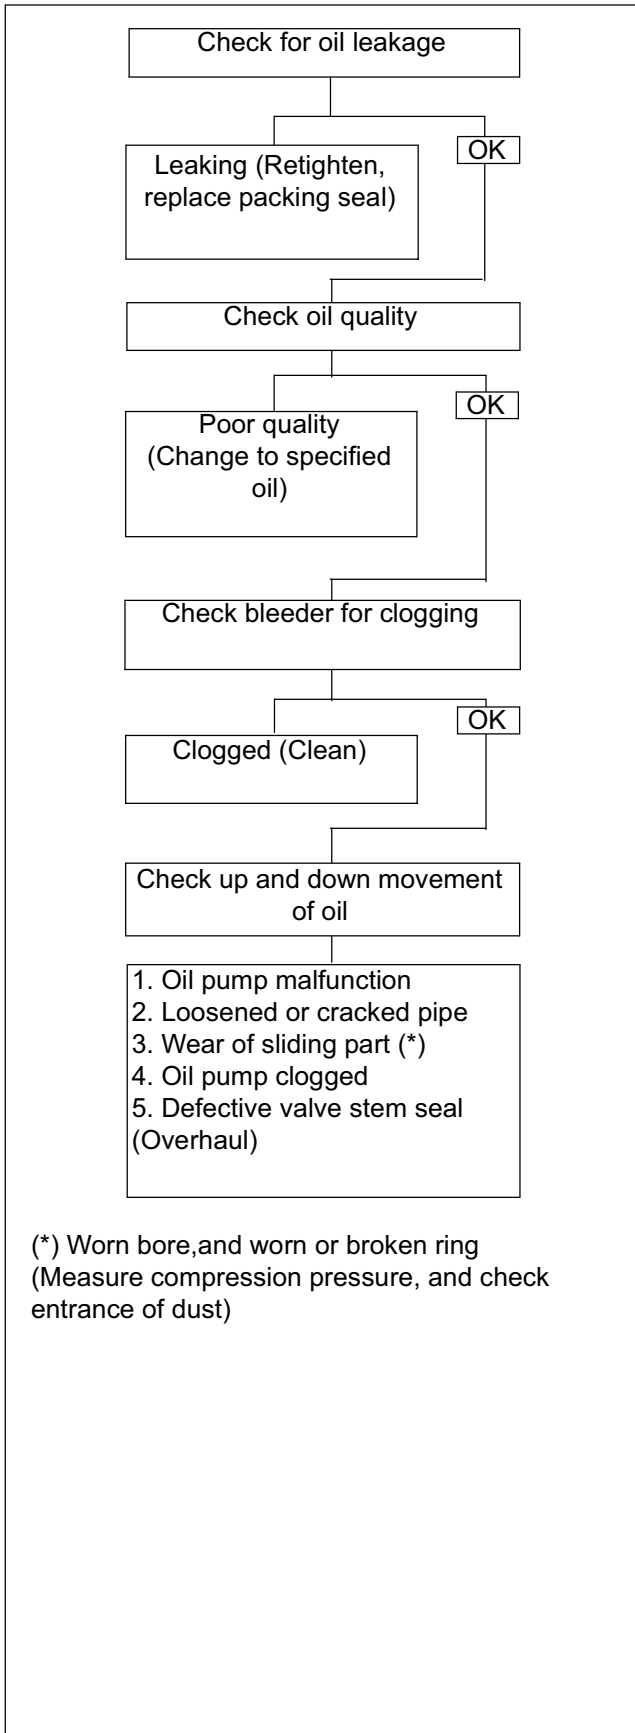 Check for oil leakage
OK
Leaking (Retighten,
replace packing seal)
Check oil quality
OK
Poor quality
(Change to specified
oil)
Check bleeder for clogging
OK
Clogged (Clean)
Check up and down movement
of oil
1. Oil pump malfunction
2. Loosened or cracked pipe
3. Wear of sliding part (*)
4. Oil pump clogged
5. Defective valve stem seal
(Overhaul)
(*) Worn bore,and worn or broken ring
(Measure compression pressure, and check
entrance of dust)